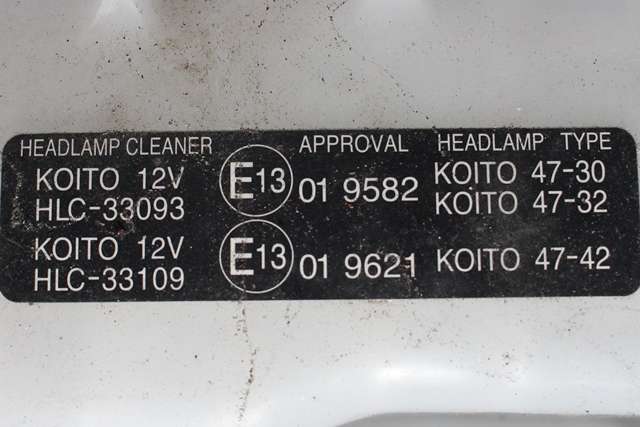 HEADLAMP CLEANER APPROVAL HEADLAMP TYPE
KOITO 12V E13 01 9582 KOITO 47-30
HLC-33093 KOITO 47-32
KOITO 12V E13 01 9621 KOITO 47-42
HLC-33109